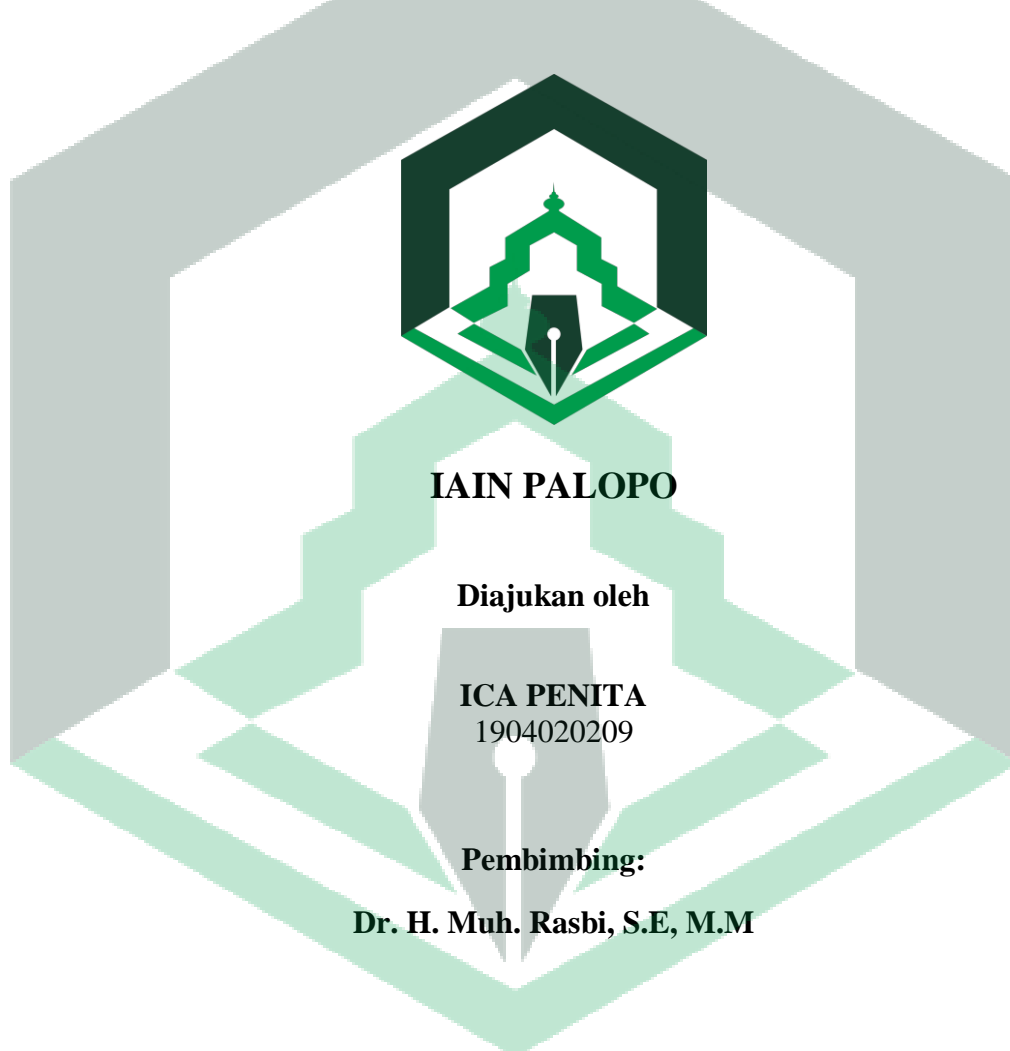 IAIN PALOPO
Diajukan oleh
ICA PENITA
1904020209
Pembimbing:
Dr. H. Muh. Rasbi, S.E, M.M